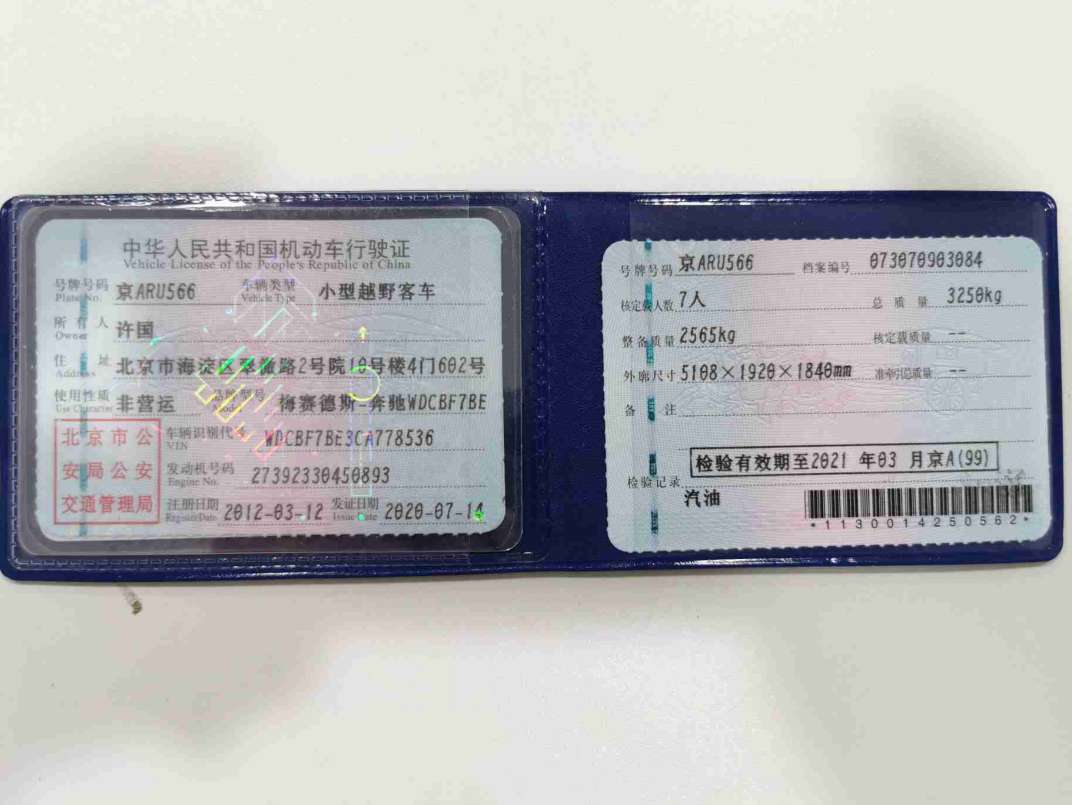 中华人民共和国机动车行驶证
Vehicle License of the People's Republic of China
号牌号码 京ARU566 车辆类型 小型越野客车
Plate No. Vehicle Type
所有人 许国
Owner
住址 北京市海淀区翠微路2号院10号楼4门602号
Address
使用性质 非营运 品牌型号 梅赛德斯-奔驰WDCBF7BE
Use Character Model
北京市公安局公安交通管理局
车辆识别代号 WDCBF7BE3CA778536
VIN
发动机号码 27392330450893
Engine No.
注册日期 2012-03-12 发证日期 2020-07-14
Register Date Issue Date
号牌号码 京ARU566 档案编号 073070903084
核定载人数 7人 总质量 3250kg
整备质量 2565kg 核定载质量 --
外廓尺寸 5108×1920×1840mm 准牵引总质量 --
备注
检验有效期至2021 年03 月京A(99)
检验记录
汽油
*1130014250562*